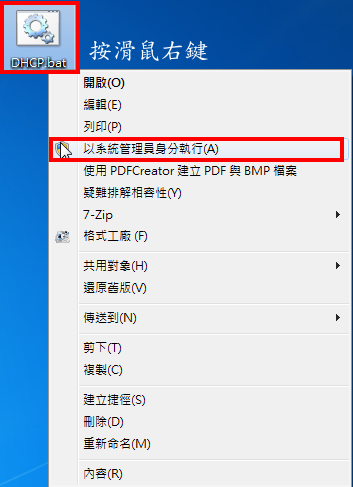 DHCP.bat
按滑鼠右鍵
開啟(O)
編輯(E)
列印(P)
以系統管理員身分執行(A)
使用 PDFCreator 建立 PDF 與 BMP 檔案
疑難排解相容性(Y)
7-Zip
格式工廠 (F)
共用對象(H)
還原舊版(V)
傳送到(N)
剪下(T)
複製(C)
建立捷徑(S)
刪除(D)
重新命名(M)
內容(R)